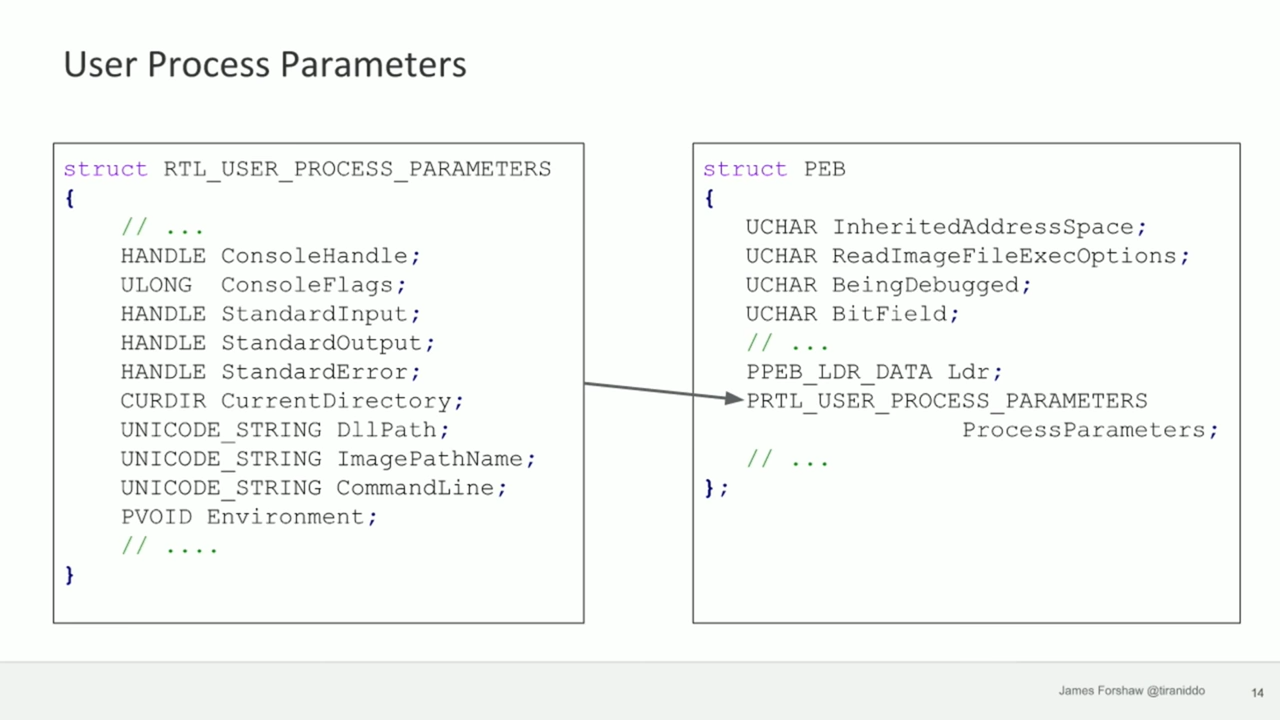 User Process Parameters
struct RTL_USER_PROCESS_PARAMETERS
{
// ...
HANDLE ConsoleHandle;
ULONG  ConsoleFlags;
HANDLE StandardInput;
HANDLE StandardOutput;
HANDLE StandardError;
CURDIR CurrentDirectory;
UNICODE_STRING DllPath;
UNICODE_STRING ImagePathName;
UNICODE_STRING CommandLine;
PVOID Environment;
// ....
}
struct PEB
{
UCHAR InheritedAddressSpace;
UCHAR ReadImageFileExecOptions;
UCHAR BeingDebugged;
UCHAR BitField;
// ...
PPEB_LDR_DATA Ldr;
PRTL_USER_PROCESS_PARAMETERS
ProcessParameters;
// ...
};
James Forshaw @tiraniddo
14